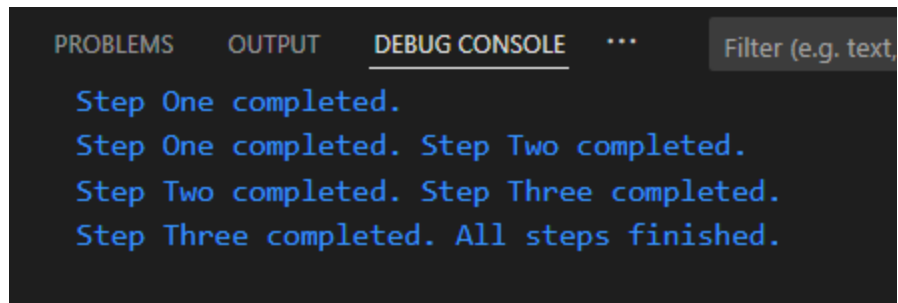 PROBLEMS OUTPUT DEBUG CONSOLE ··· Filter (e.g. text,
Step One completed.
Step One completed. Step Two completed.
Step Two completed. Step Three completed.
Step Three completed. All steps finished.